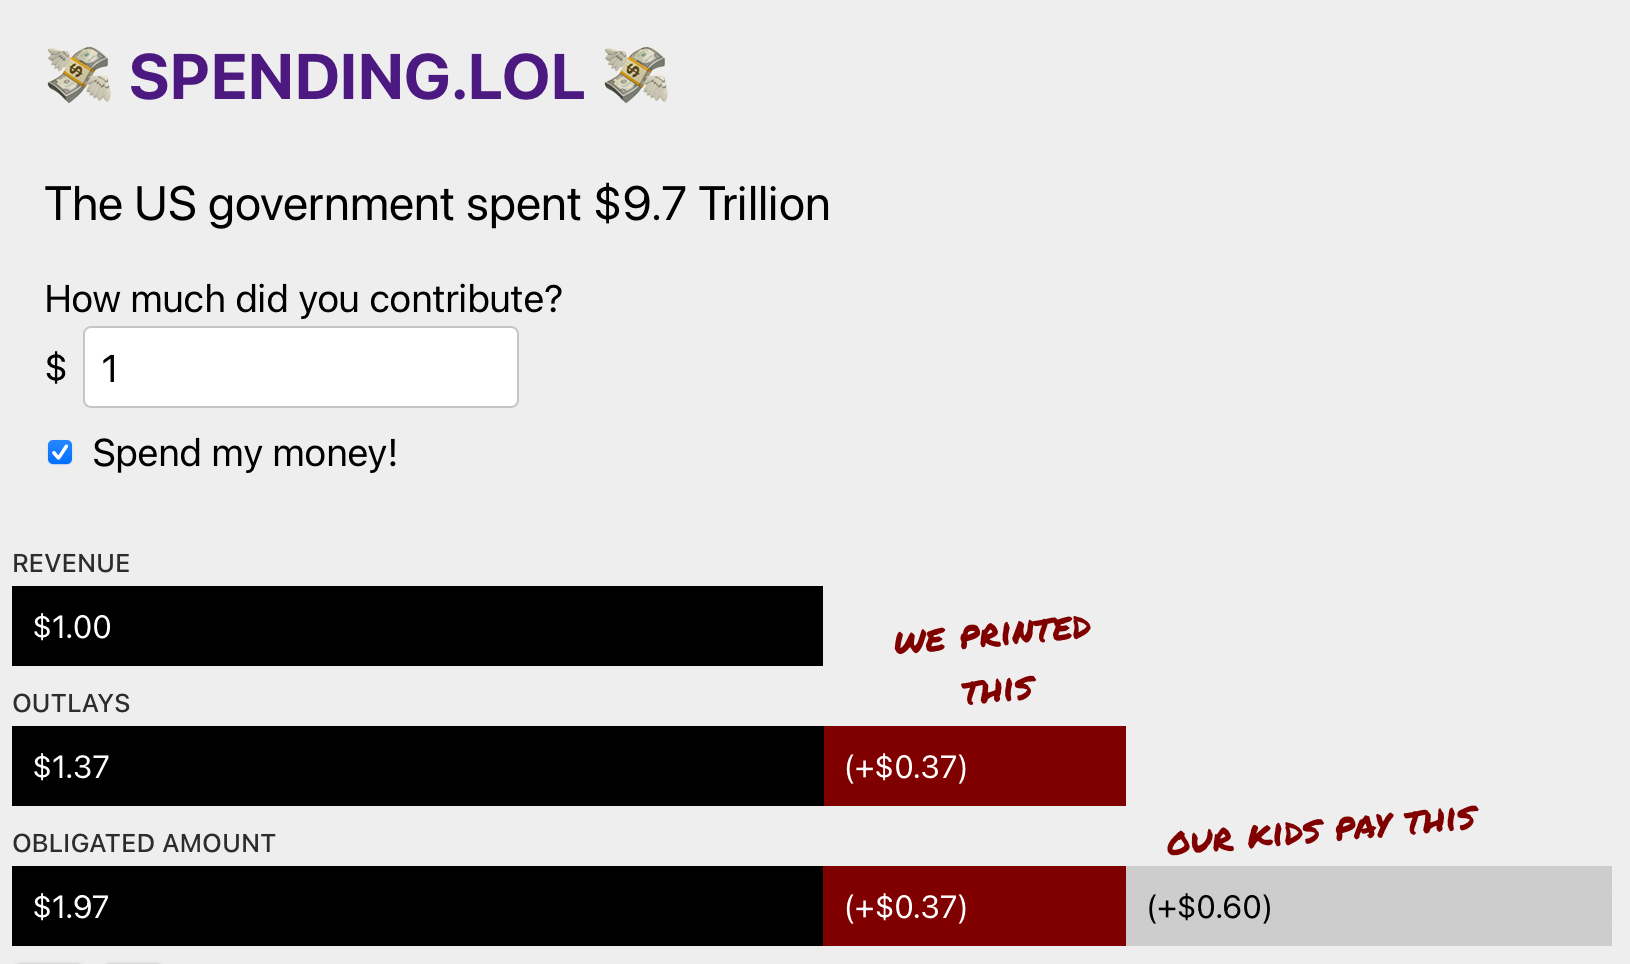 💸 SPENDING.LOL 💸
The US government spent $9.7 Trillion
How much did you contribute?
$ 1
Spend my money!
REVENUE
$1.00
WE PRINTED
THIS
OUTLAYS
$1.37 (+$0.37)
OUR KIDS PAY THIS
OBLIGATED AMOUNT
$1.97 (+$0.37) (+$0.60)